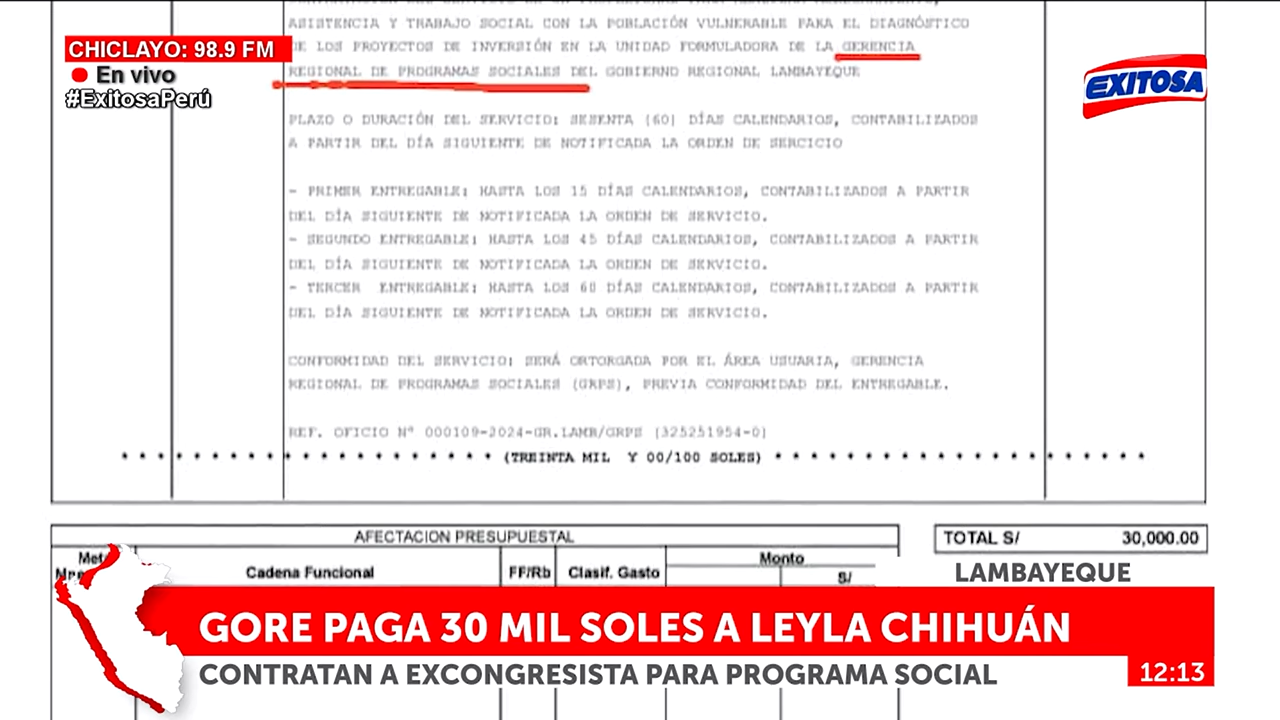 ASISTENCIA Y TRABAJO SOCIAL CON LA POBLACIÓN VULNERABLE PARA EL DIAGNÓSTICO
CHICLAYO: 98.9 FM
DE LOS PROYECTOS DE INVERSIÓN EN LA UNIDAD FORMULADORA DE LA GERENCIA
En vivo
REGIONAL DE PROGRAMAS SOCIALES DEL GOBIERNO REGIONAL LAMBAYEQUE
#ExitosaPerú
EXITOSA
PLAZO O DURACIÓN DEL SERVICIO: SESENTA (60) DÍAS CALENDARIOS, CONTABILIZADOS
A PARTIR DEL DÍA SIGUIENTE DE NOTIFICADA LA ORDEN DE SERCICIO
- PRIMER ENTREGABLE: HASTA LOS 15 DÍAS CALENDARIOS, CONTABILIZADOS A PARTIR
DEL DÍA SIGUIENTE DE NOTIFICADA LA ORDEN DE SERVICIO.
- SEGUNDO ENTREGABLE: HASTA LOS 45 DÍAS CALENDARIOS, CONTABILIZADOS A PARTIR
DEL DÍA SIGUIENTE DE NOTIFICADA LA ORDEN DE SERVICIO.
- TERCER ENTREGABLE: HASTA LOS 60 DÍAS CALENDARIOS, CONTABILIZADOS A PARTIR
DEL DÍA SIGUIENTE DE NOTIFICADA LA ORDEN DE SERVICIO.
CONFORMIDAD DEL SERVICIO: SERÁ ORTORGADA POR EL ÁREA USUARIA, GERENCIA
REGIONAL DE PROGRAMAS SOCIALES (GRPS), PREVIA CONFORMIDAD DEL ENTREGABLE.
REF. OFICIO N° 000109-2024-GR.LAMB/GRPS (325251954-0)
* * * * * * * * * * * * * * * * * * * * * (TREINTA MIL Y 00/100 SOLES) * * * * * * * * * * * * * * * * * * * * *
AFECTACION PRESUPUESTAL
TOTAL S/ 30,000.00
Cadena Funcional FF/Rb Clasif. Gasto Monto
S/
LAMBAYEQUE
GORE PAGA 30 MIL SOLES A LEYLA CHIHUÁN
CONTRATAN A EXCONGRESISTA PARA PROGRAMA SOCIAL
12:13